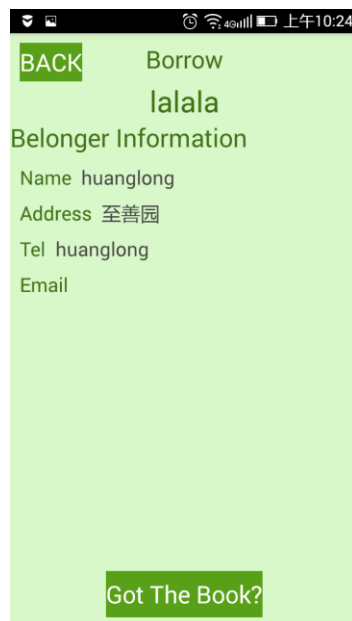 4G 上午10:24
BACK Borrow
lalala
Belonger Information
Name huanglong
Address 至善园
Tel huanglong
Email
Got The Book?